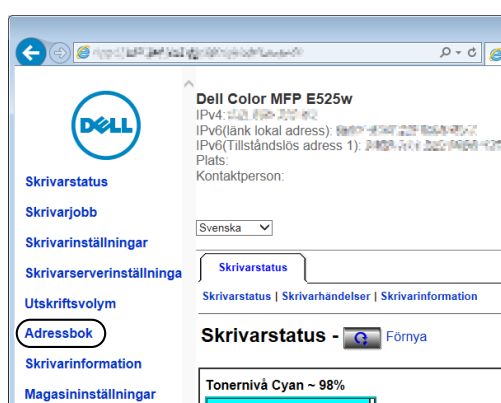 DELL
Dell Color MFP E525w
IPv4:
IPv6(länk lokal adress):
IPv6(Tillståndslös adress 1):
Plats:
Kontaktperson:
Svenska
Skrivarstatus
Skrivarjobb
Skrivarinställningar
Skrivarserverinställninga
Utskriftsvolym
Adressbok
Skrivarinformation
Magasininställningar
Skrivarstatus
Skrivarstatus | Skrivarhändelser | Skrivarinformation
Skrivarstatus - Förnya
Tonernivå Cyan ~ 98%